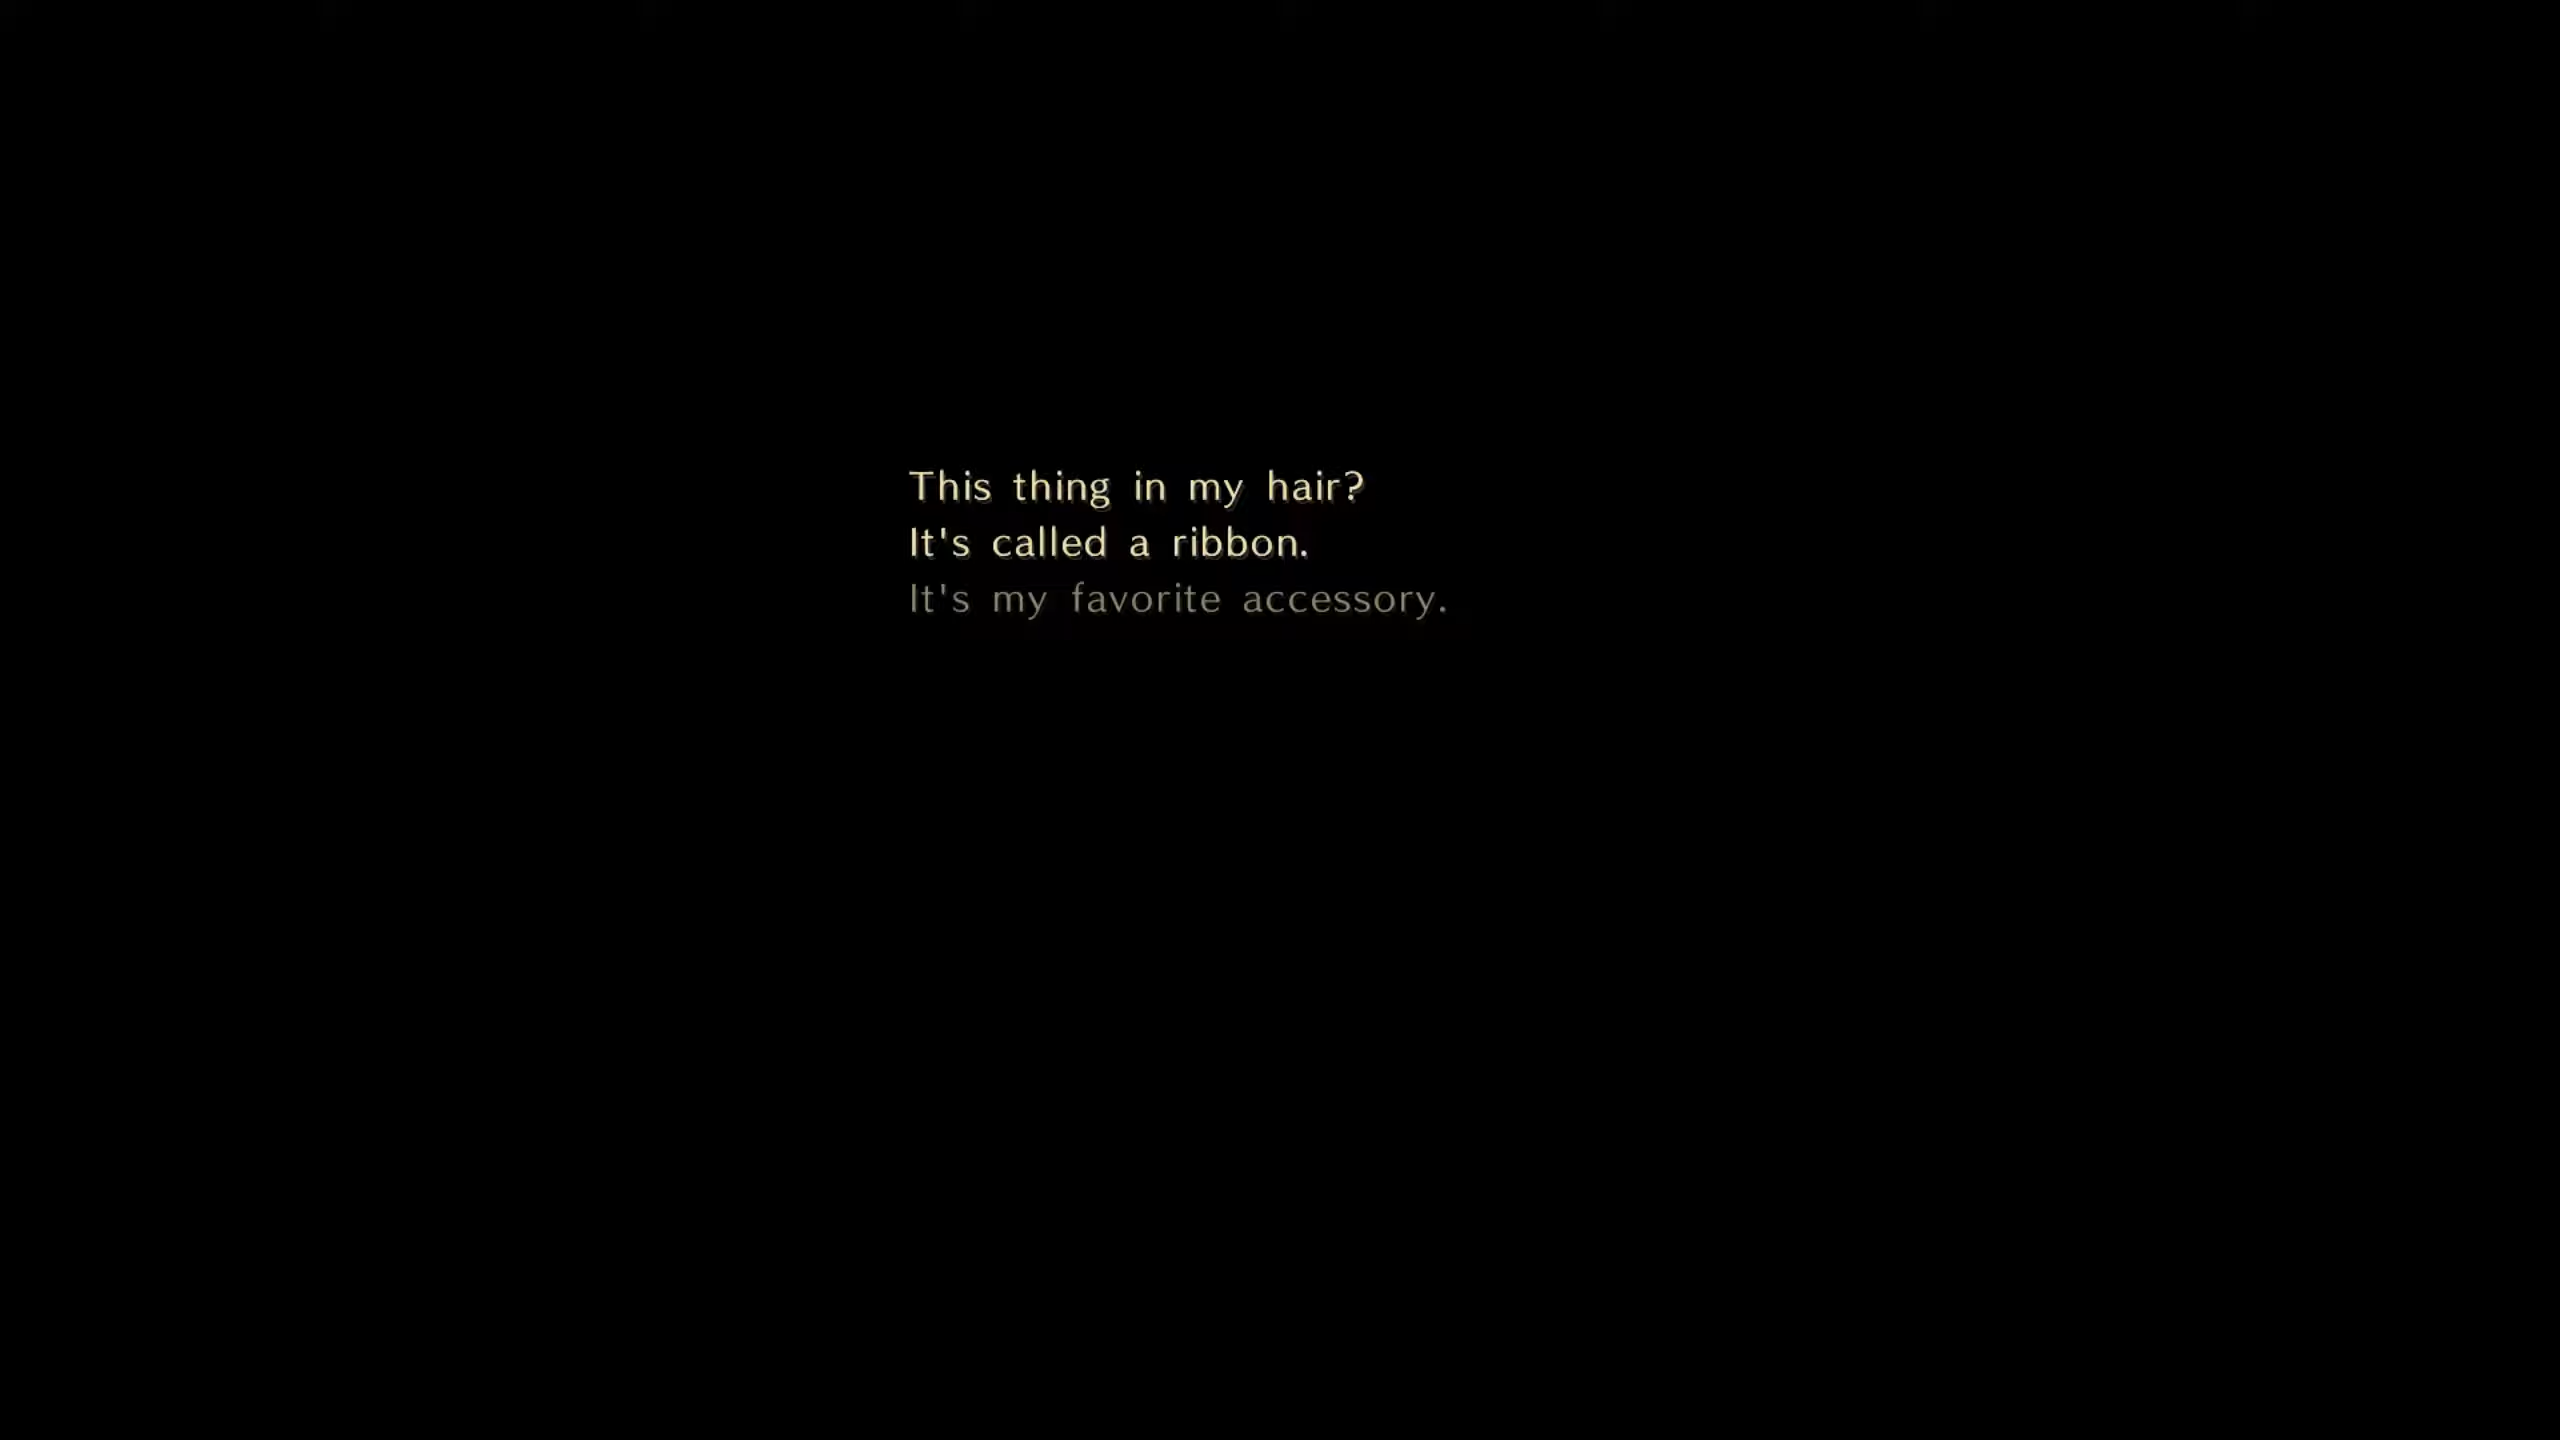 This thing in my hair?
It's called a ribbon.
It's my favorite accessory.